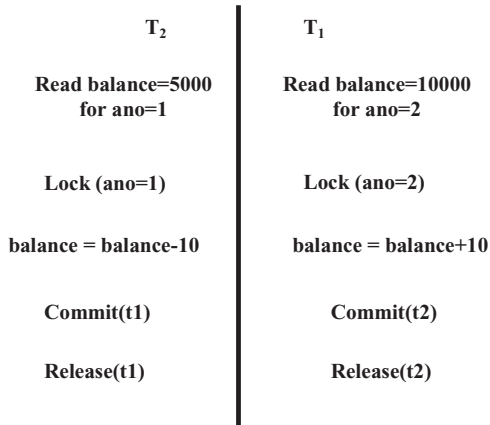 T₂
T₁
Read balance=5000
for ano=1
Read balance=10000
for ano=2
Lock (ano=1)
Lock (ano=2)
balance = balance-10
balance = balance+10
Commit(t1)
Commit(t2)
Release(t1)
Release(t2)